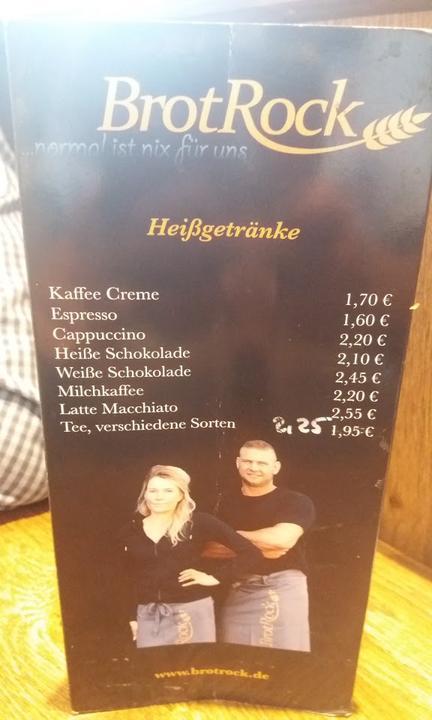 BrotRock
...normal ist nix für uns
Heißgetränke
Kaffee Creme 1,70 €
Espresso 1,60 €
Cappuccino 2,20 €
Heiße Schokolade 2,10 €
Weiße Schokolade 2,45 €
Milchkaffee 2,20 €
Latte Macchiato 2,55 €
Tee, verschiedene Sorten 2,25 1,95 €
BrotRock
www.brotrock.de